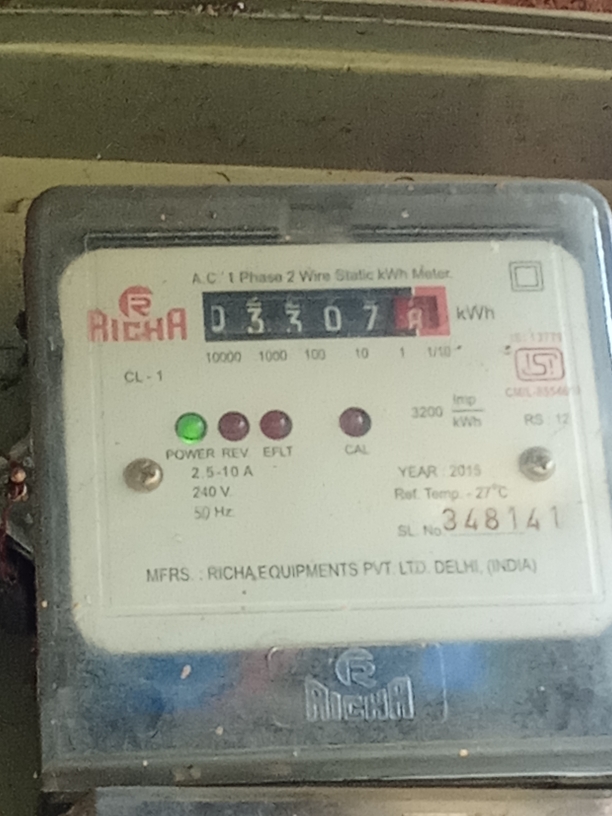 A.C. 1 Phase 2 Wire Static kWh Meter.
R
RICHA
0 3 3 0 7 kWh
10000 1000 100 10 1 1/10
CL - 1
3200 Imp/kWh
RS : 12
POWER REV. EFLT CAL
2.5-10 A
240 V.
50 Hz.
YEAR : 2015
Ref. Temp. - 27°C
SL. No. 348141
MFRS. : RICHA EQUIPMENTS PVT. LTD. DELHI, (INDIA)
R
RICHA